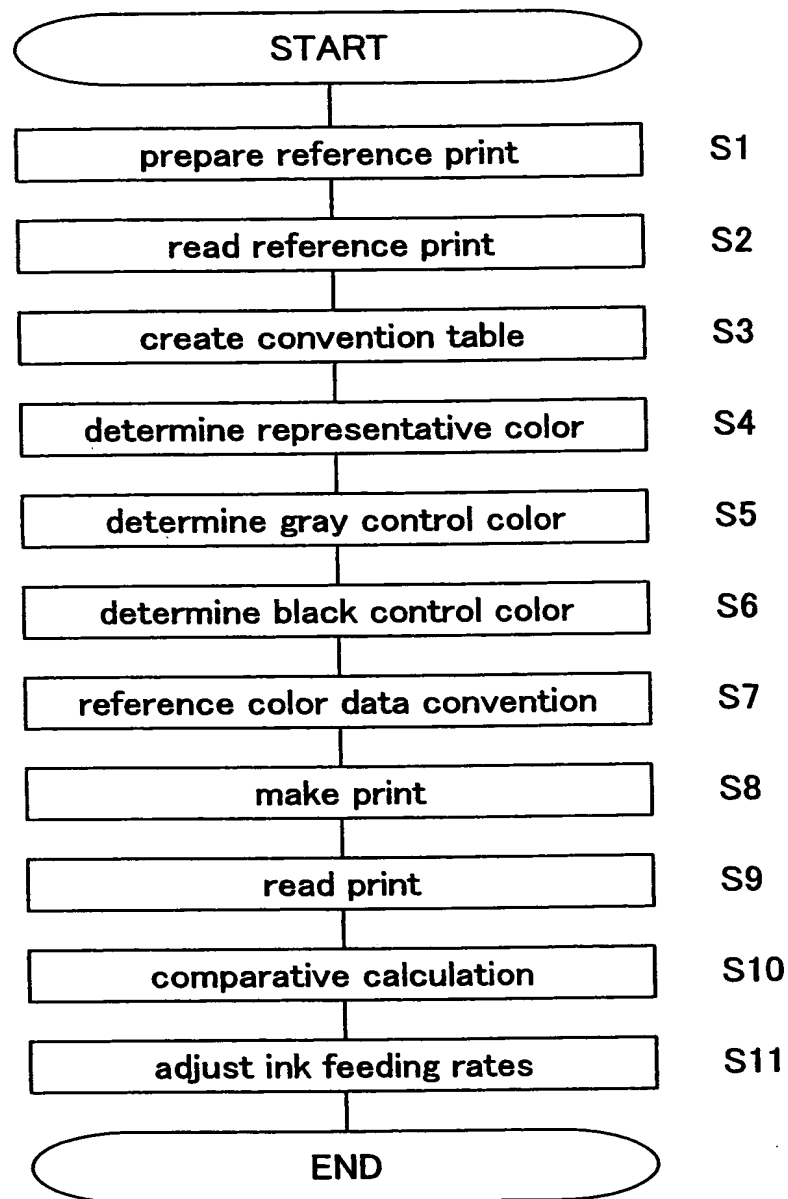 START
prepare reference print S1
read reference print S2
create convention table S3
determine representative color S4
determine gray control color S5
determine black control color S6
reference color data convention S7
make print S8
read print S9
comparative calculation S10
adjust ink feeding rates S11
END